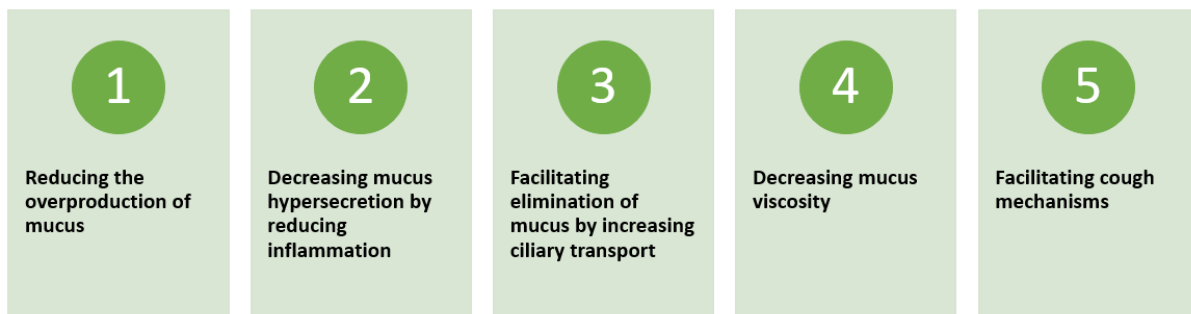 1
Reducing the
overproduction of
mucus
2
Decreasing mucus
hypersecretion by
reducing
inflammation
3
Facilitating
elimination of
mucus by increasing
ciliary transport
4
Decreasing mucus
viscosity
5
Facilitating cough
mechanisms